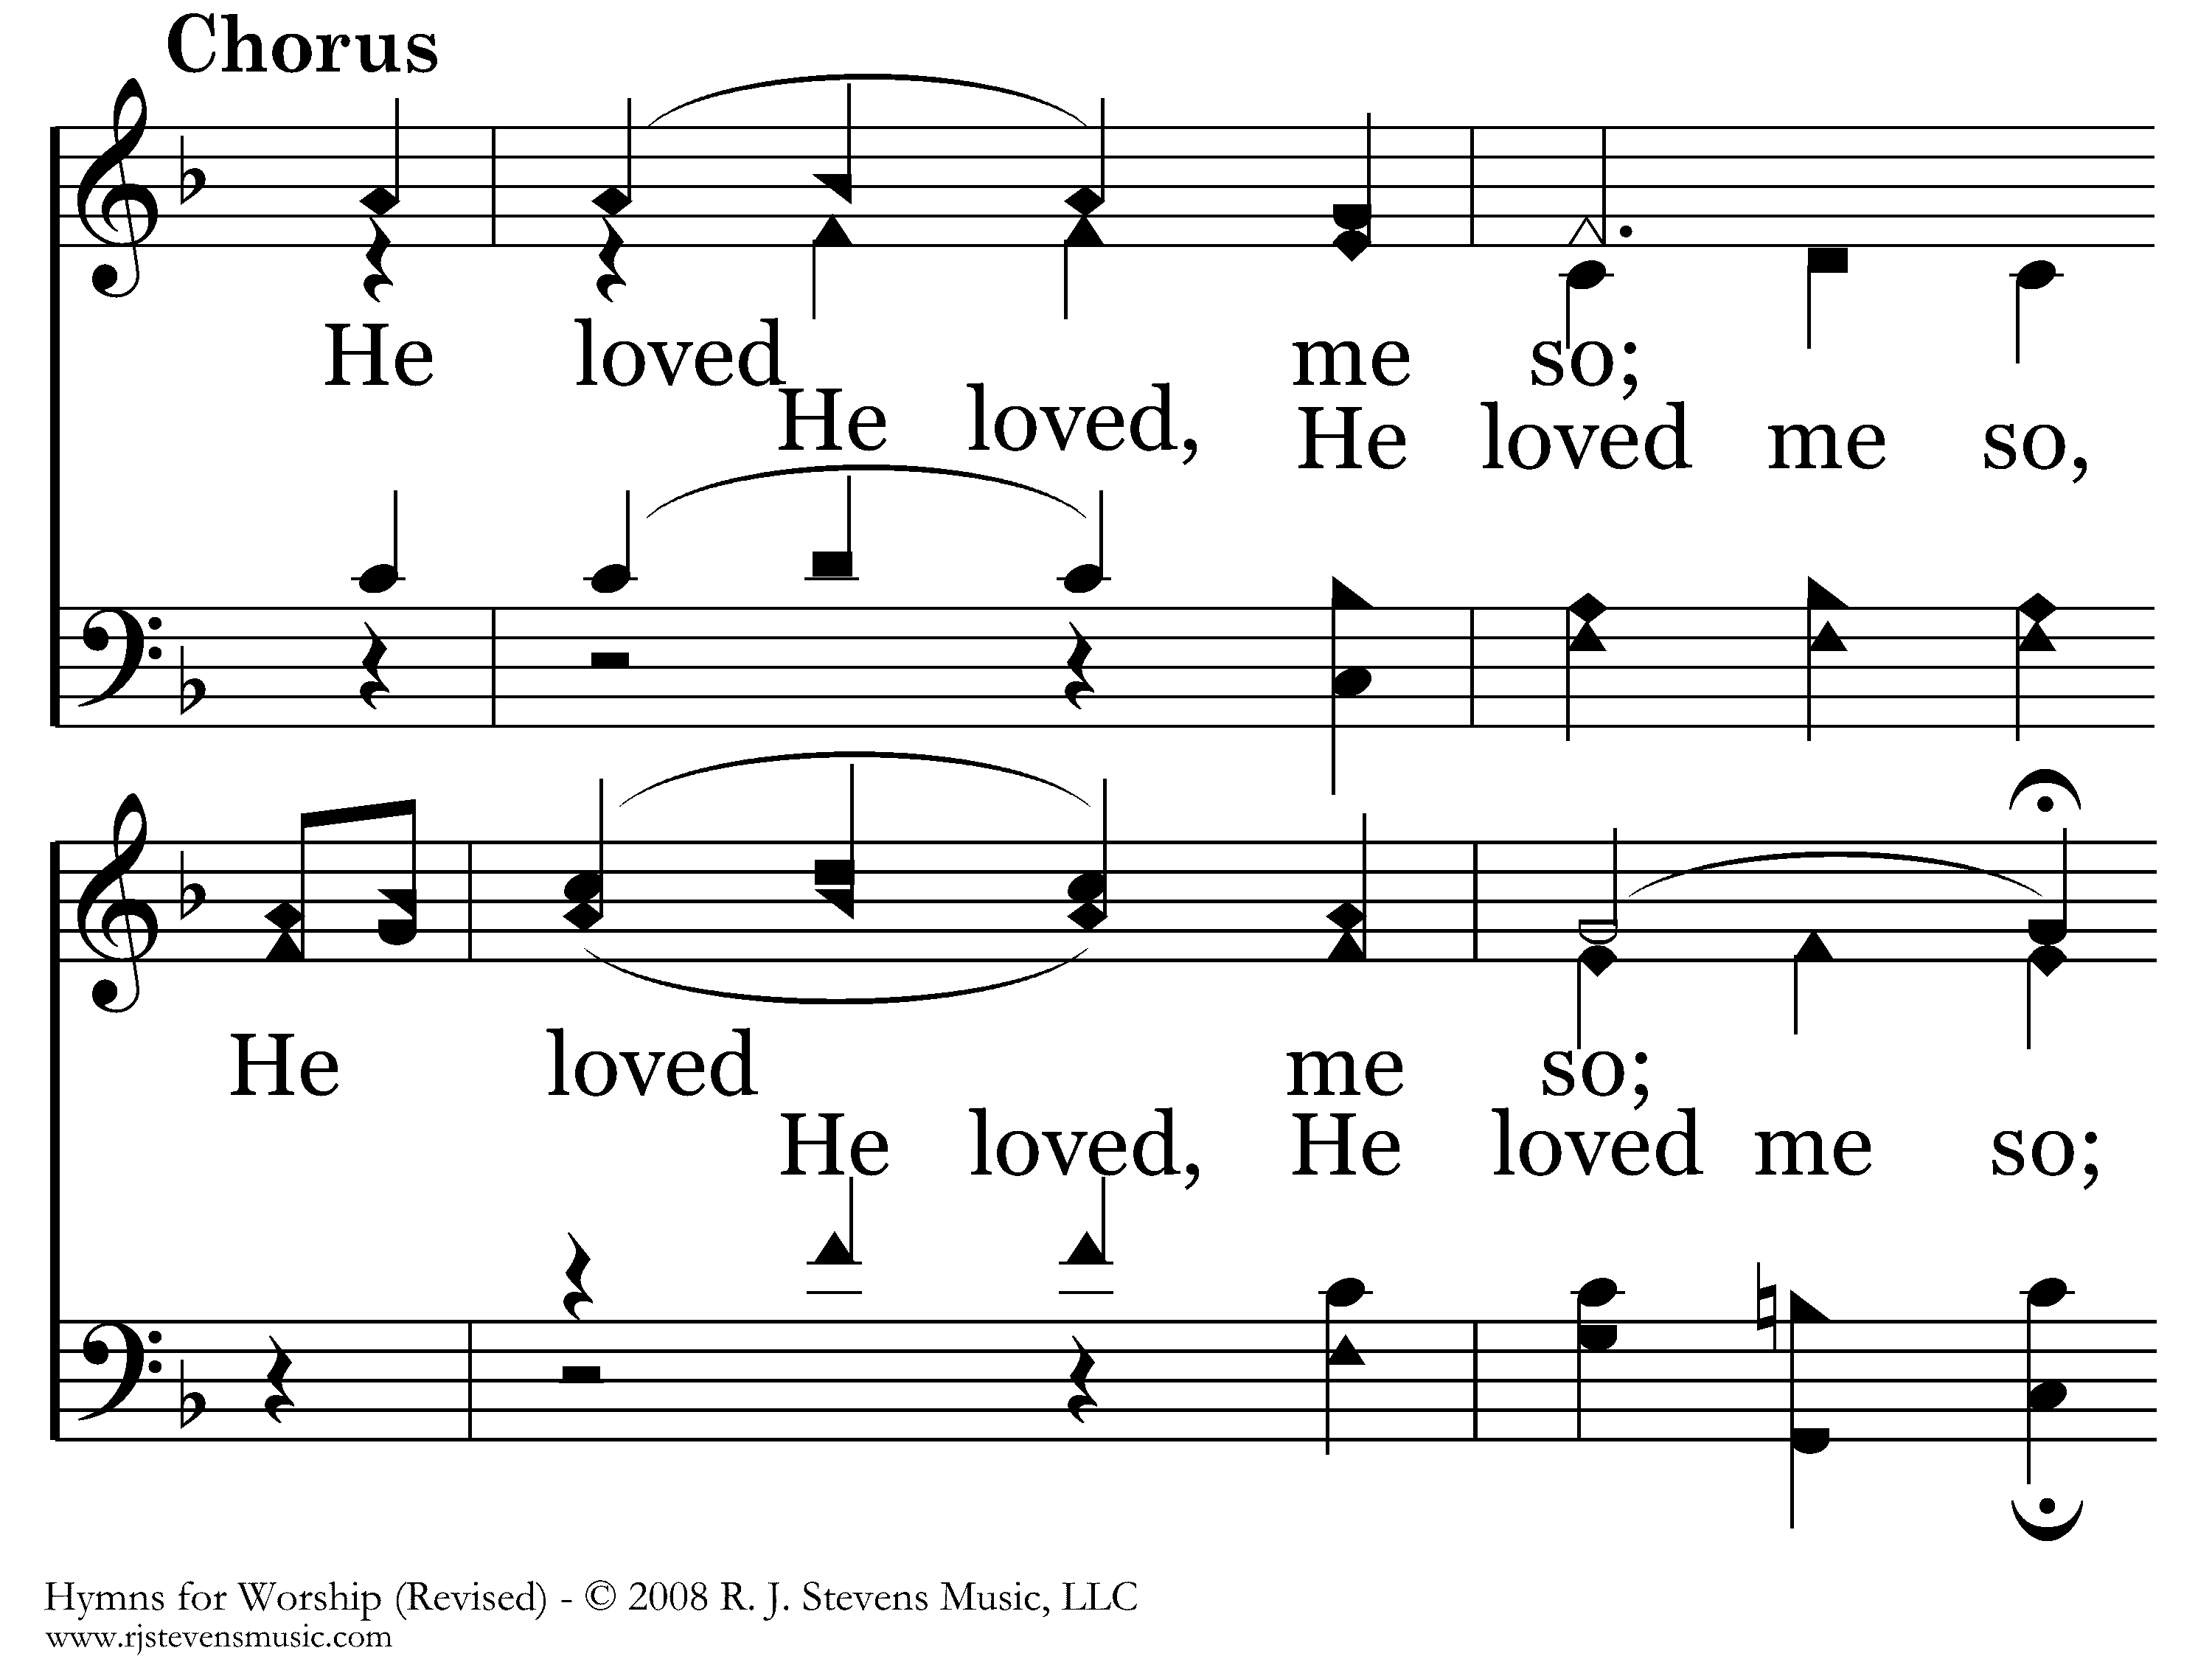 Chorus
He loved me so;
He loved, He loved me so,
He loved me so;
He loved, He loved me so;
Hymns for Worship (Revised) - © 2008 R. J. Stevens Music, LLC
www.rjstevensmusic.com